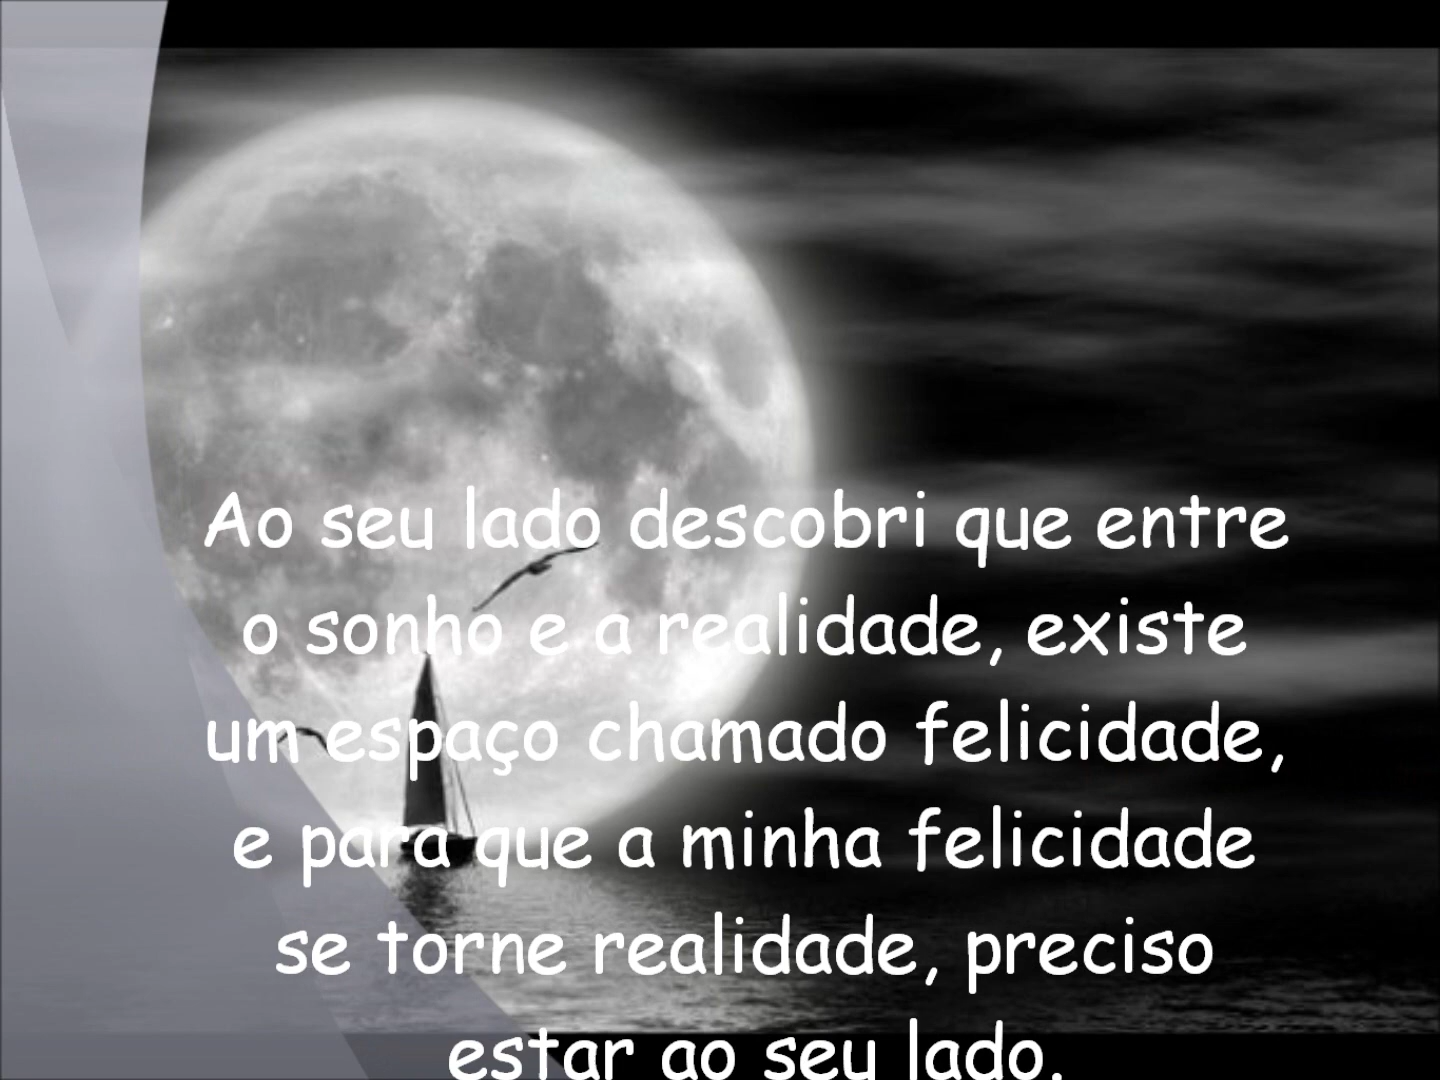 Ao seu lado descobri que entre
o sonho e a realidade, existe
um espaço chamado felicidade,
e para que a minha felicidade
se torne realidade, preciso
estar ao seu lado.